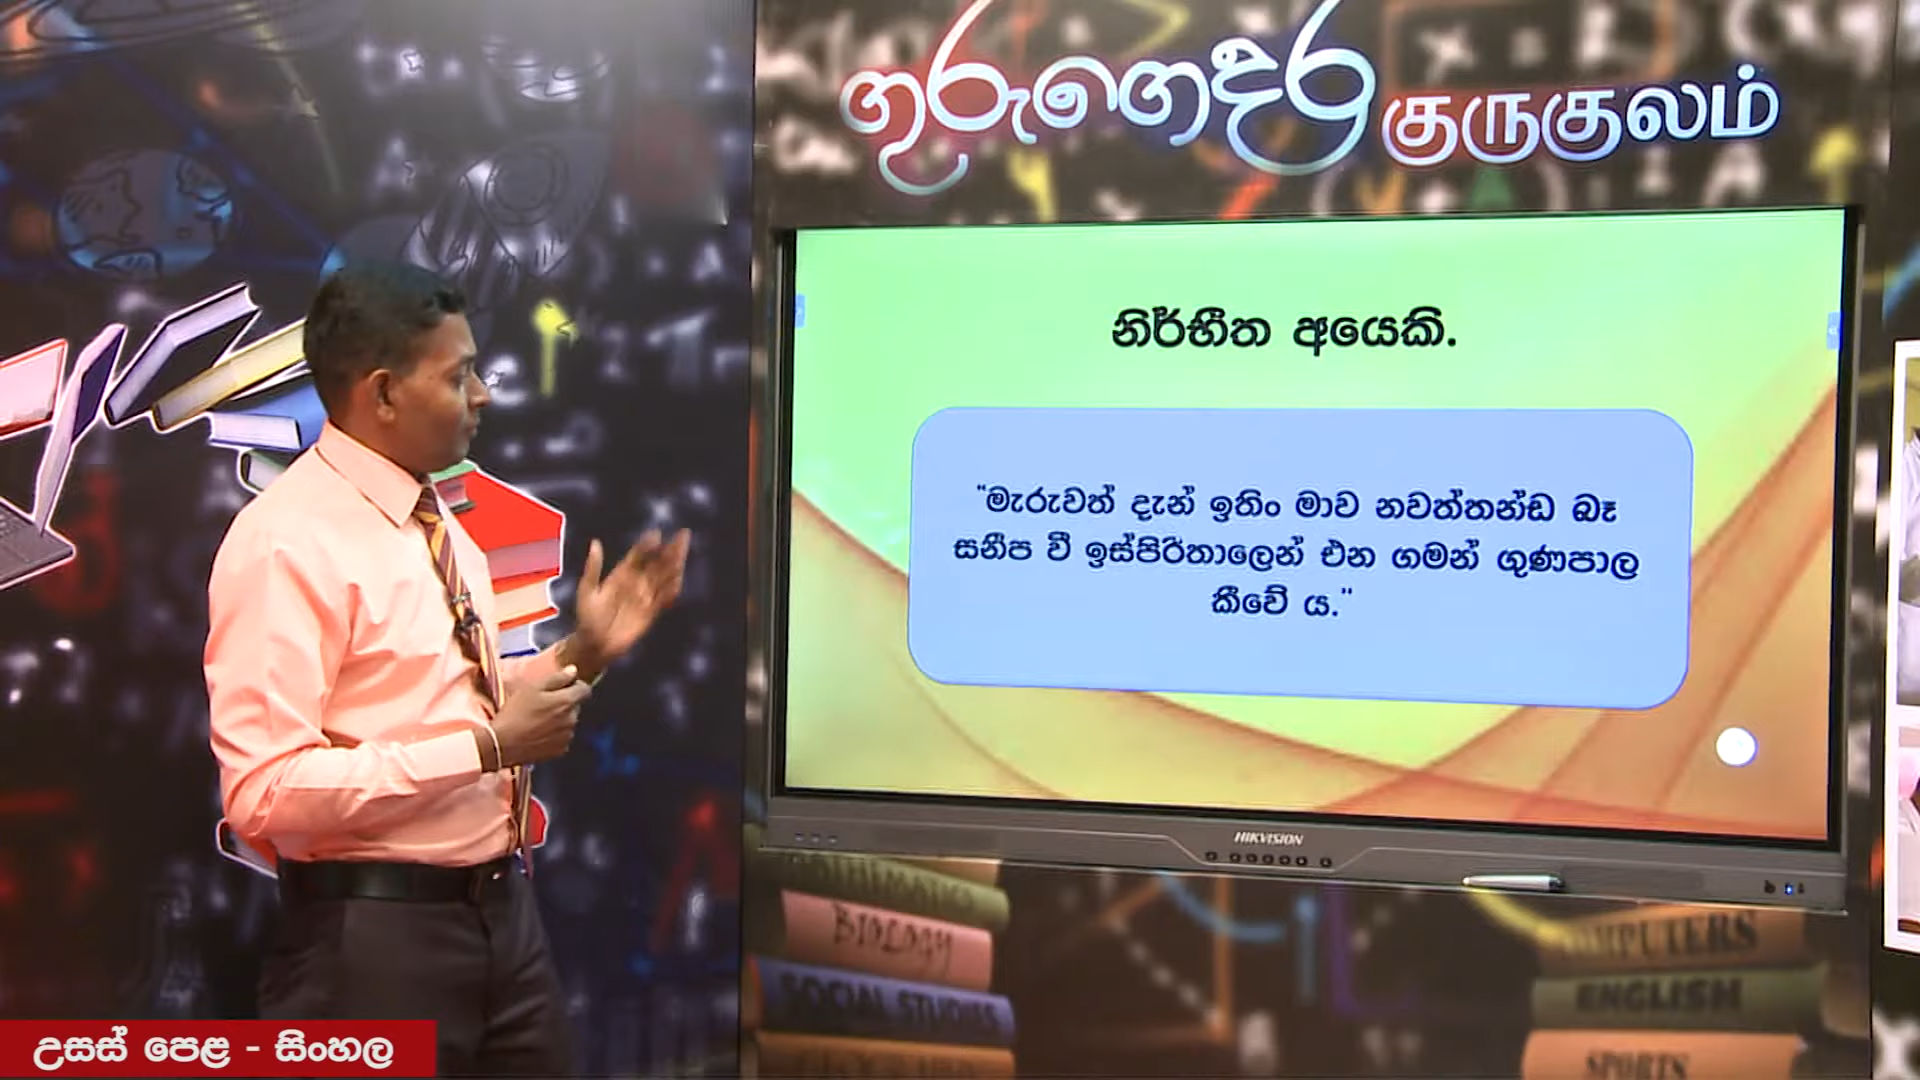 ගුරුගෙදර குருகுலம்
නිර්භීත අයෙකි.
"මැරුවත් දැන් ඉතිං මාව නවත්තන්ඩ බෑ
සනීප වී ඉස්පිරිතාලෙන් එන ගමන් ගුණපාල
කීවේ ය."
HIKVISION
MATHEMATIC
BIOLOGY
SOCIAL STUDIES
COMPUTERS
ENGLISH
SPORTS
උසස් පෙළ - සිංහල